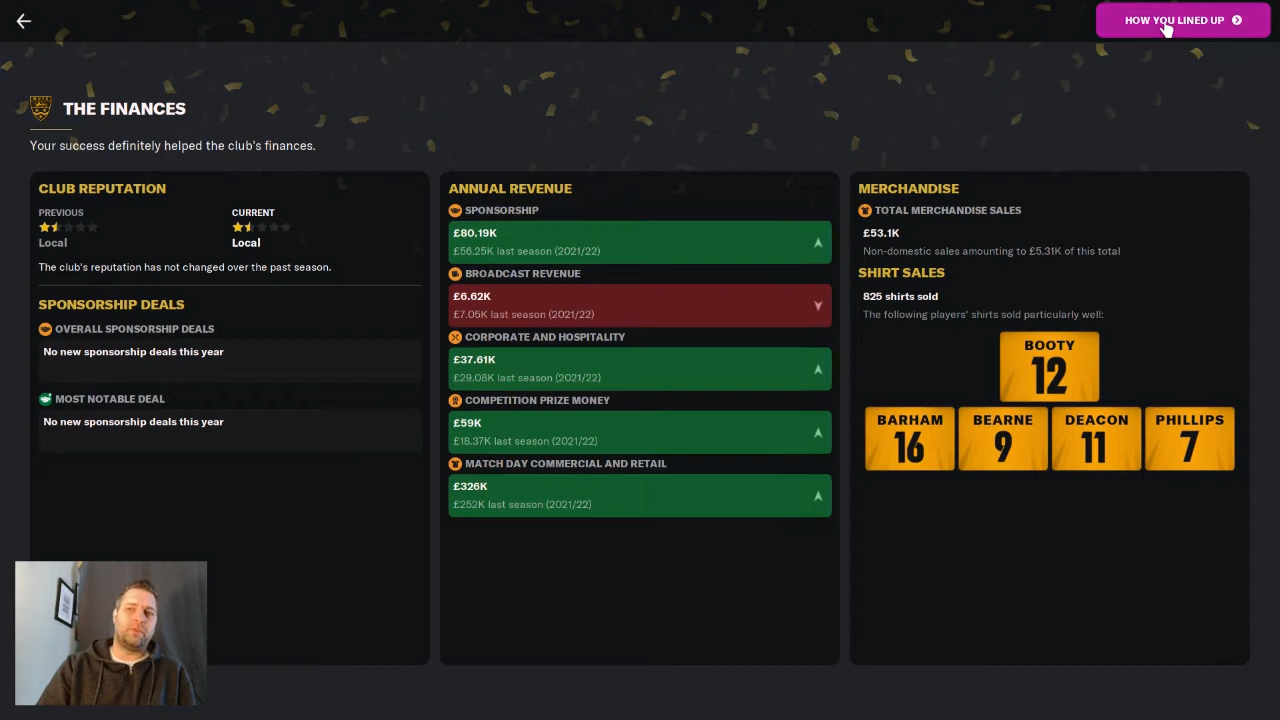 HOW YOU LINED UP
THE FINANCES
Your success definitely helped the club's finances.
CLUB REPUTATION
PREVIOUS
CURRENT
Local
Local
The club's reputation has not changed over the past season.
SPONSORSHIP DEALS
OVERALL SPONSORSHIP DEALS
No new sponsorship deals this year
MOST NOTABLE DEAL
No new sponsorship deals this year
ANNUAL REVENUE
SPONSORSHIP
£80.19K
£56.25K last season (2021/22)
BROADCAST REVENUE
£6.62K
£7.05K last season (2021/22)
CORPORATE AND HOSPITALITY
£37.61K
£29.08K last season (2021/22)
COMPETITION PRIZE MONEY
£59K
£18.37K last season (2021/22)
MATCH DAY COMMERCIAL AND RETAIL
£326K
£252K last season (2021/22)
MERCHANDISE
TOTAL MERCHANDISE SALES
£53.1K
Non-domestic sales amounting to £5.31K of this total
SHIRT SALES
825 shirts sold
The following players' shirts sold particularly well:
BOOTY
12
BARHAM
16
BEARNE
9
DEACON
11
PHILLIPS
7